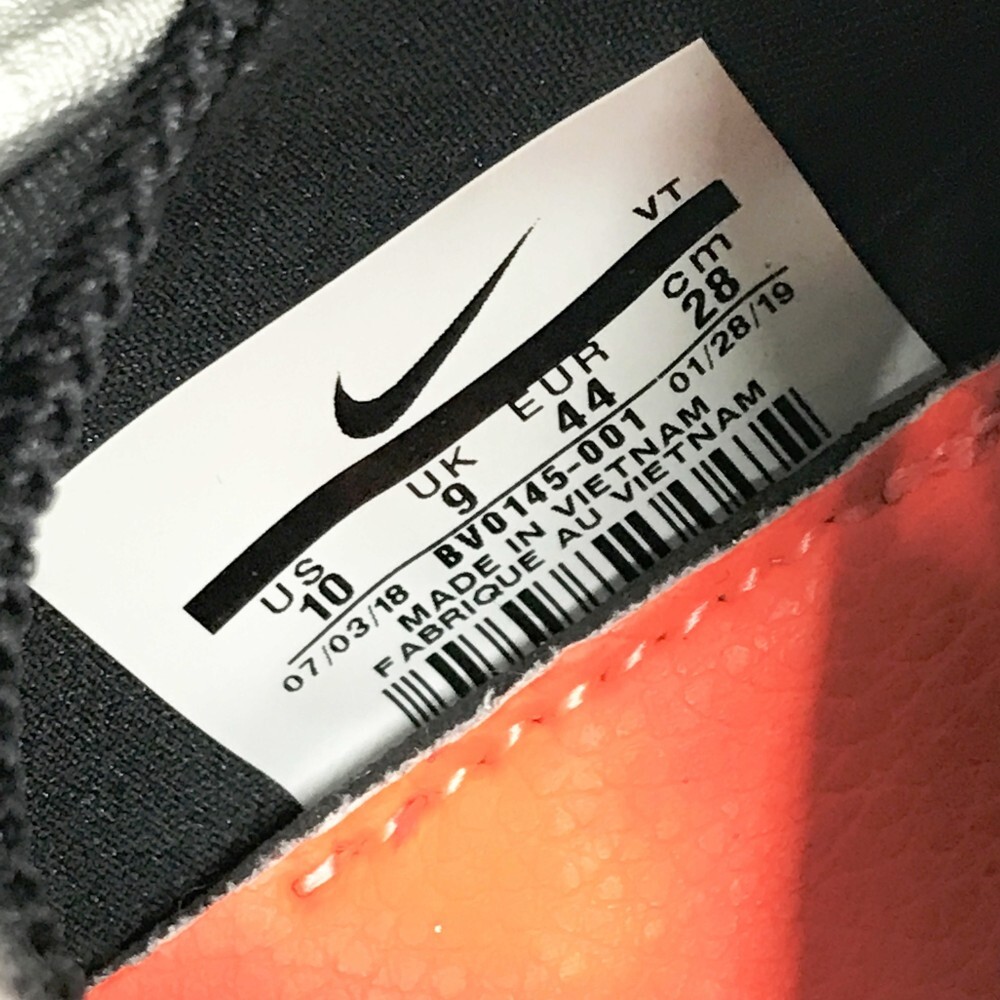 VT
US UK EUR cm
10 9 44 28
07/03/18 BV0145-001 01/28/19
MADE IN VIETNAM
FABRIQUE AU VIETNAM